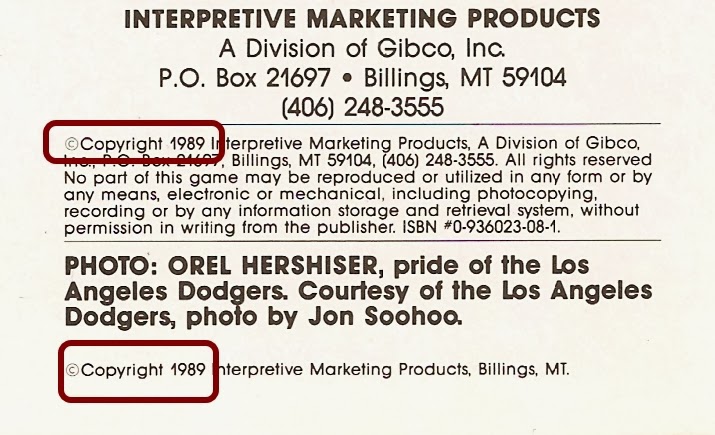 INTERPRETIVE MARKETING PRODUCTS
A Division of Gibco, Inc.
P.O. Box 21697 • Billings, MT 59104
(406) 248-3555
©Copyright 1989 Interpretive Marketing Products, A Division of Gibco,
Inc., P.O. Box 21697, Billings, MT 59104, (406) 248-3555. All rights reserved
No part of this game may be reproduced or utilized in any form or by
any means, electronic or mechanical, including photocopying,
recording or by any information storage and retrieval system, without
permission in writing from the publisher. ISBN #0-936023-08-1.
PHOTO: OREL HERSHISER, pride of the Los
Angeles Dodgers. Courtesy of the Los Angeles
Dodgers, photo by Jon Soohoo.
©Copyright 1989 Interpretive Marketing Products, Billings, MT.